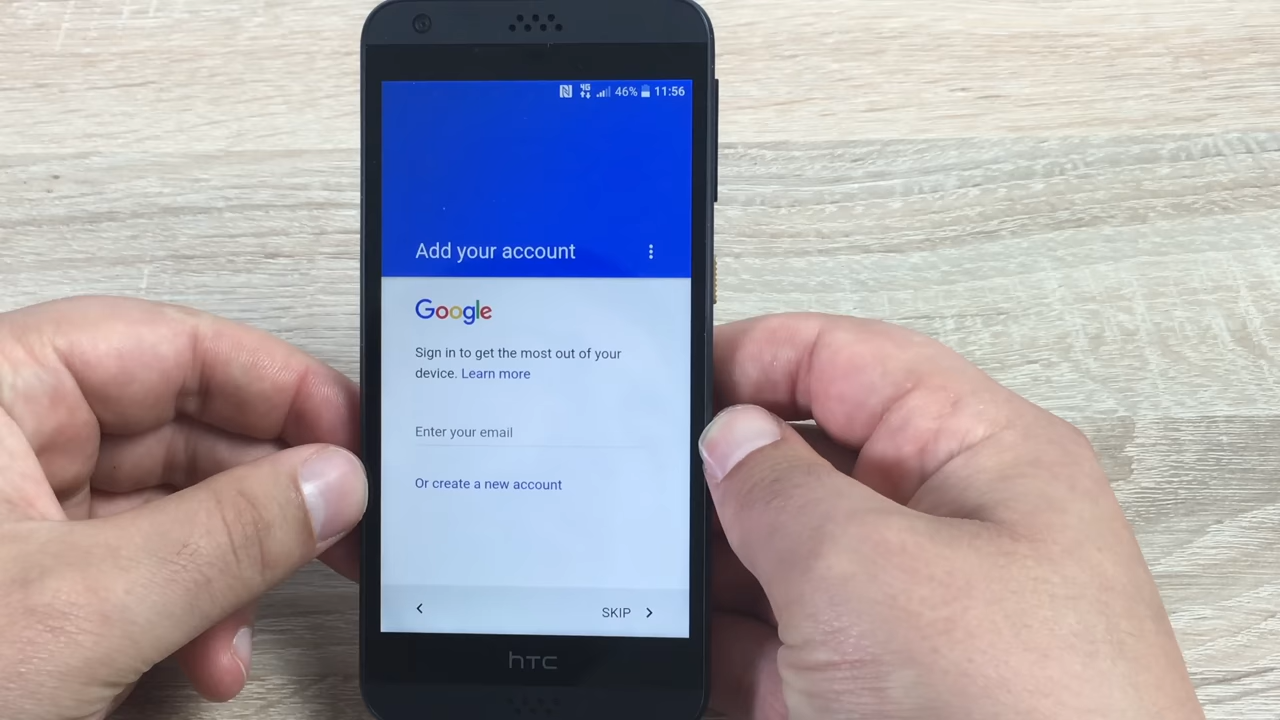 4G 46% 11:56
Add your account
Google
Sign in to get the most out of your
device. Learn more
Enter your email
Or create a new account
SKIP
hTC